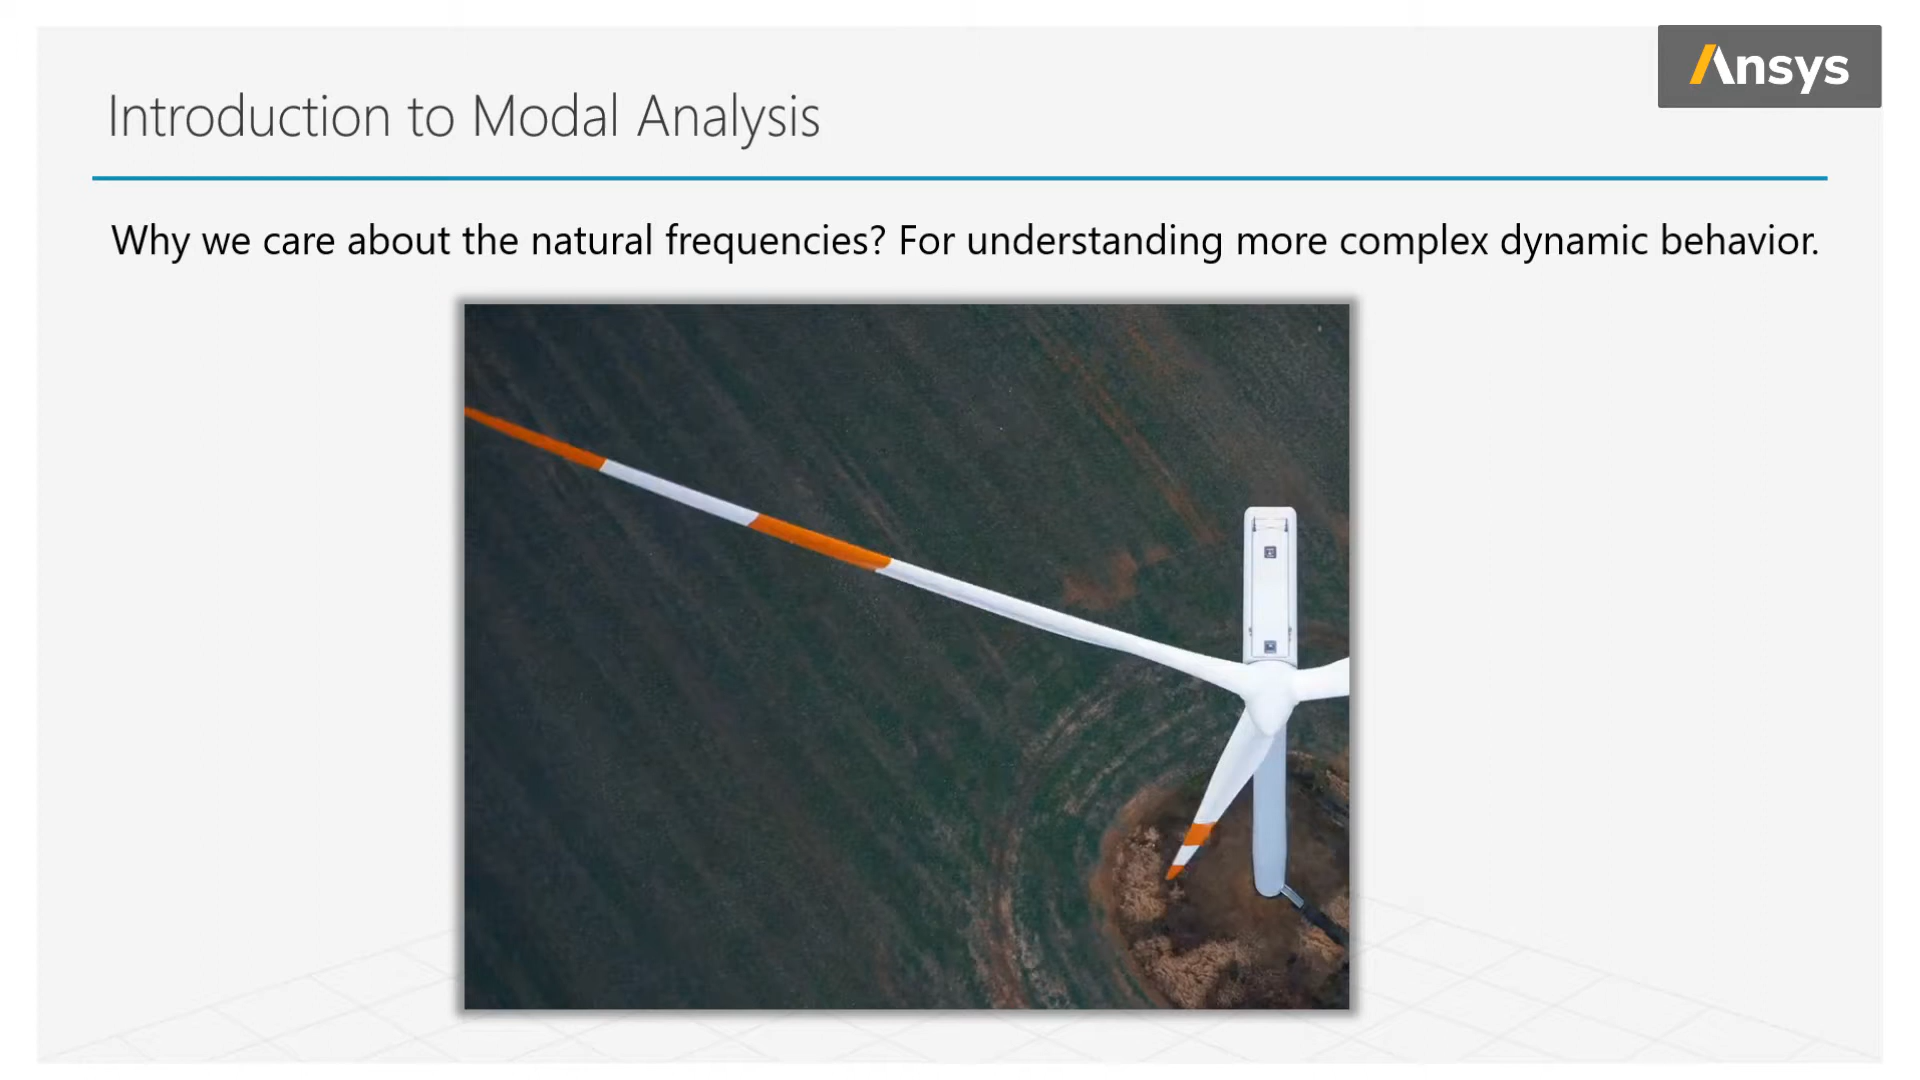 Ansys
Introduction to Modal Analysis
Why we care about the natural frequencies? For understanding more complex dynamic behavior.